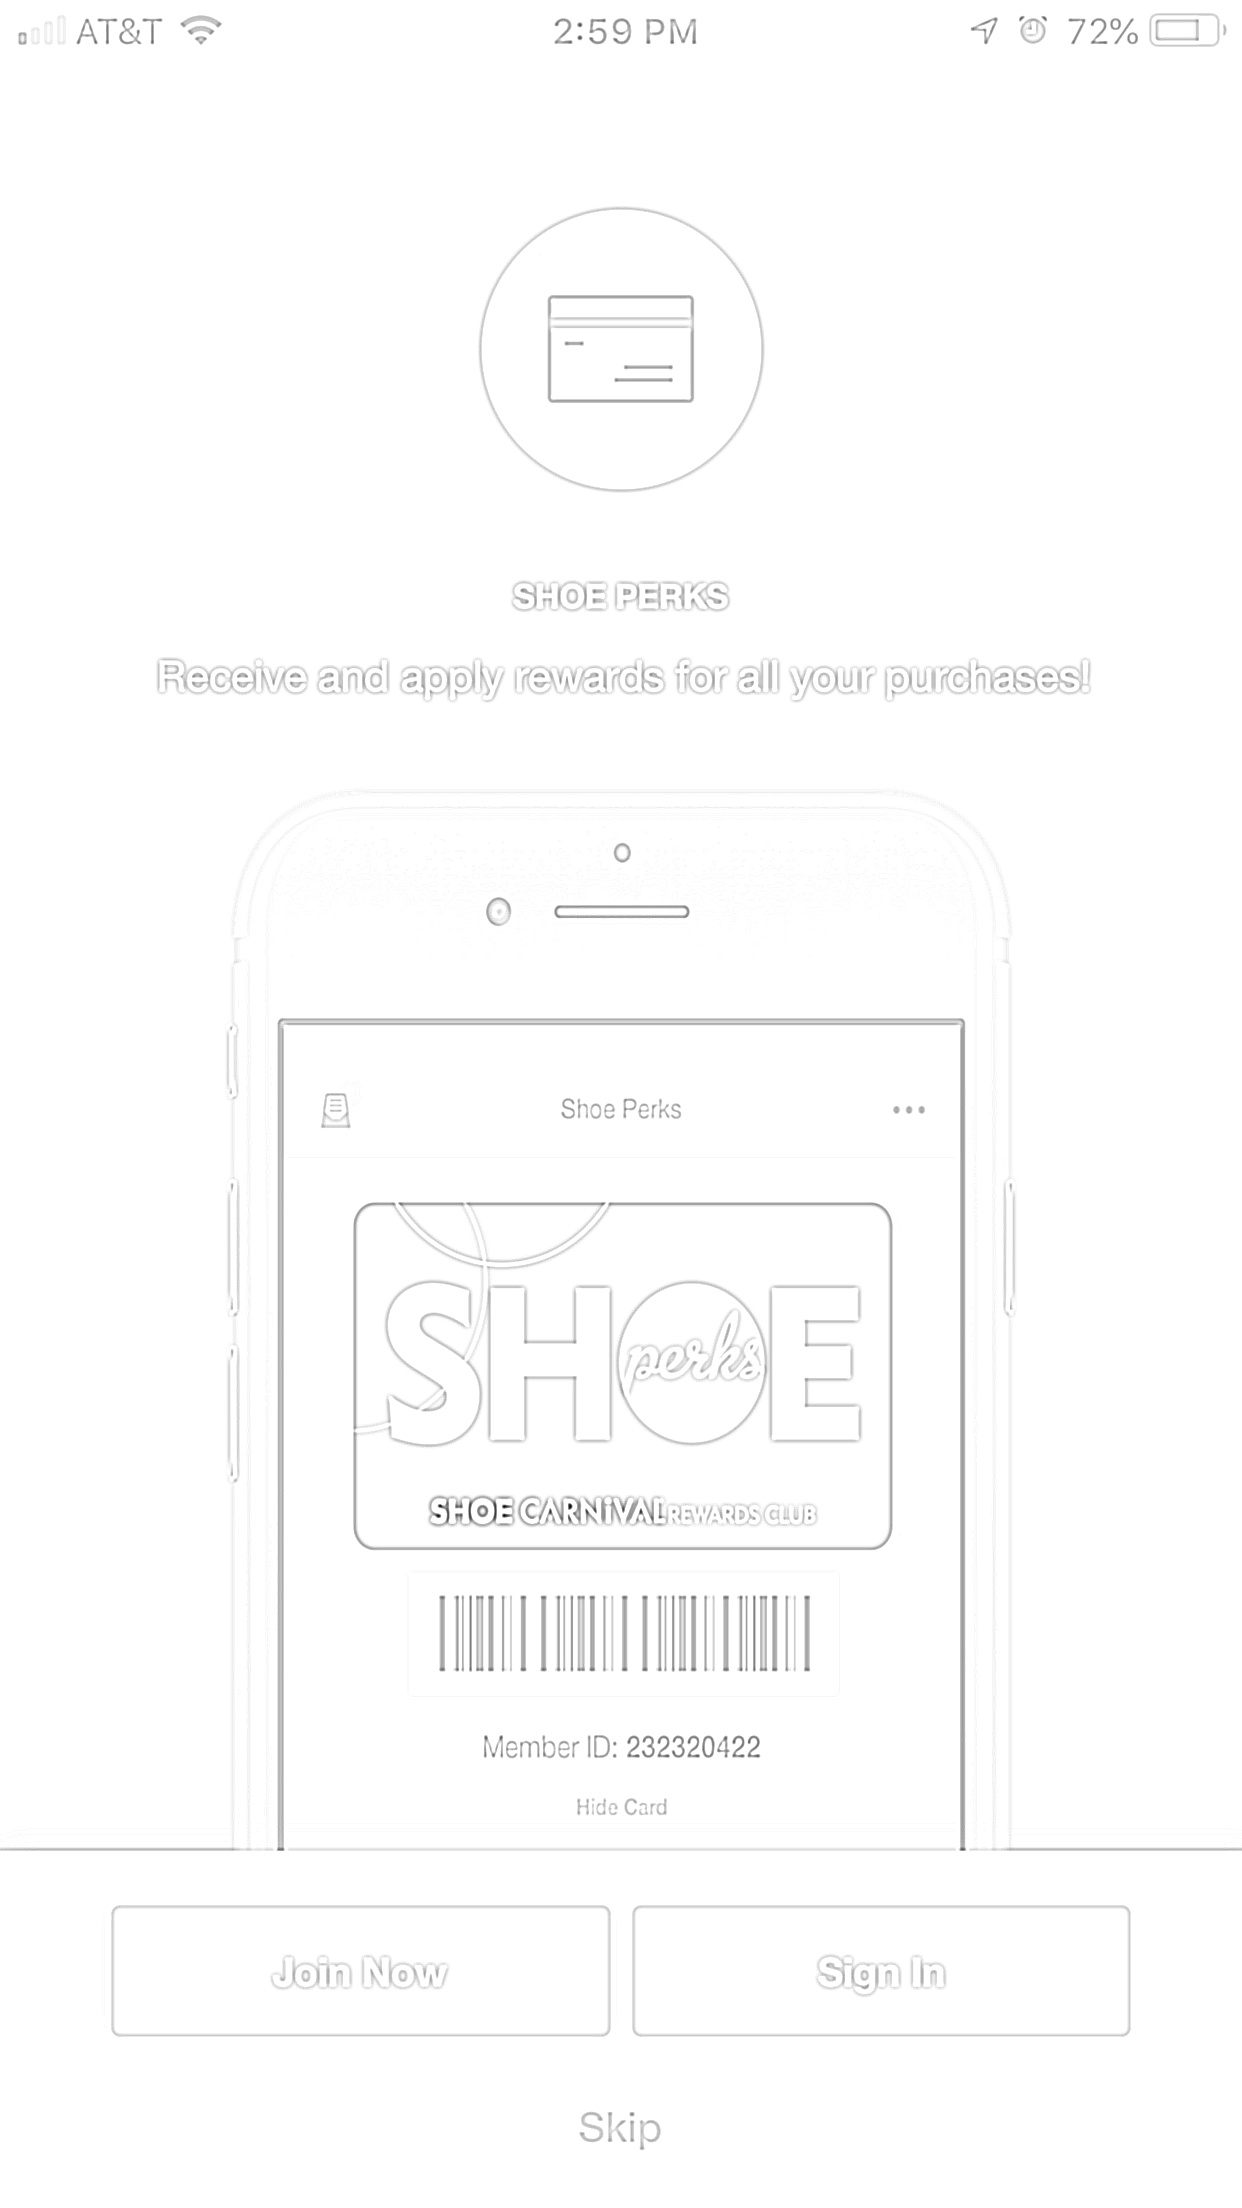 AT&T 2:59 PM 72%
SHOE PERKS
Receive and apply rewards for all your purchases!
Shoe Perks
SHOE
perks
SHOE CARNiVAL REWARDS CLUB
Member ID: 232320422
Hide Card
Join Now Sign In
Skip